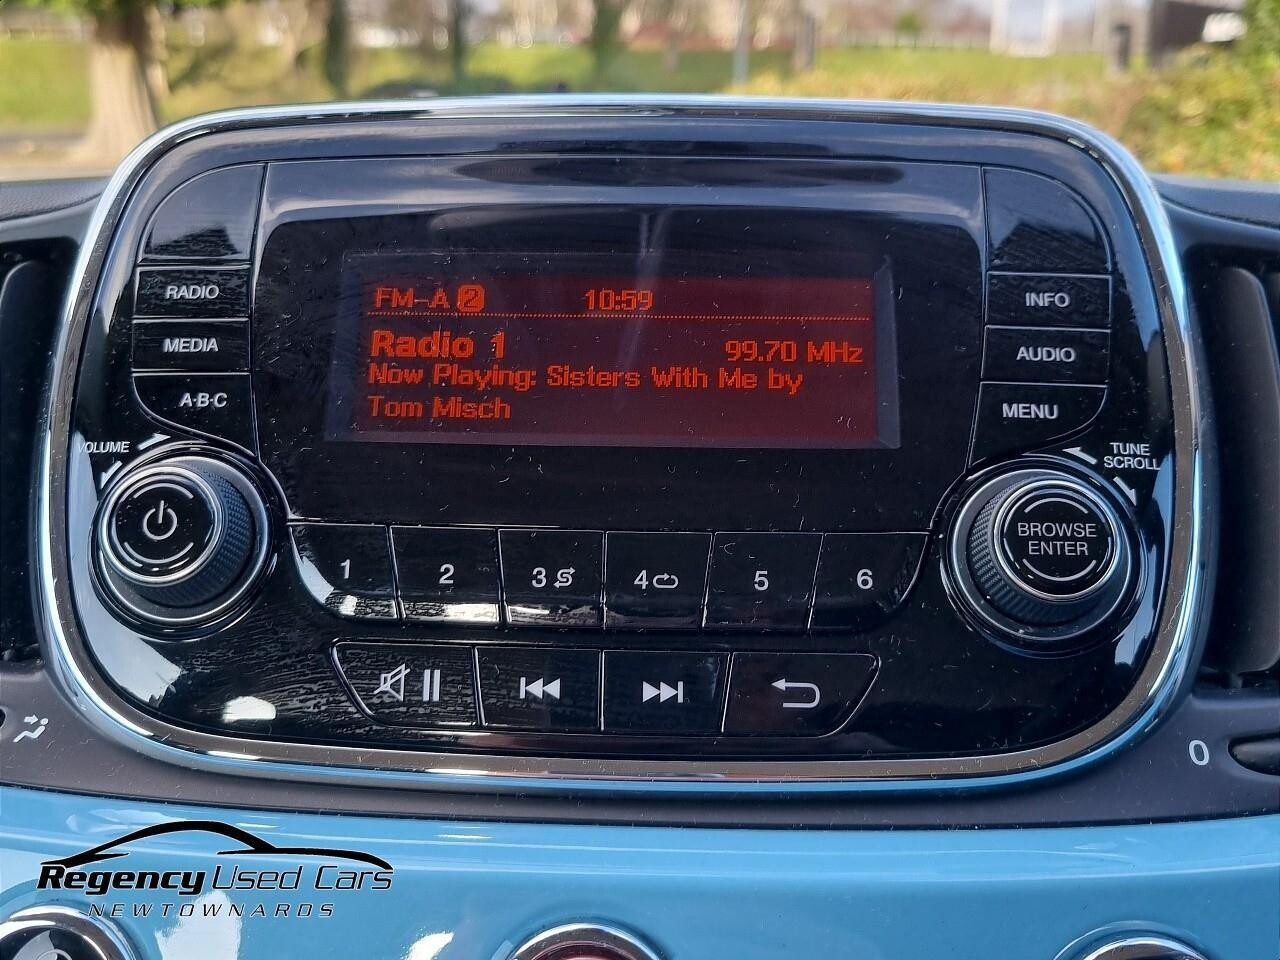 FM-A 2 10:59
Radio 1 99.70 MHz
Now Playing: Sisters With Me by
Tom Misch
RADIO
MEDIA
A·B·C
INFO
AUDIO
MENU
VOLUME
TUNE
SCROLL
BROWSE
ENTER
1 2 3 4 5 6
0
Regency Used Cars
NEWTOWNARDS